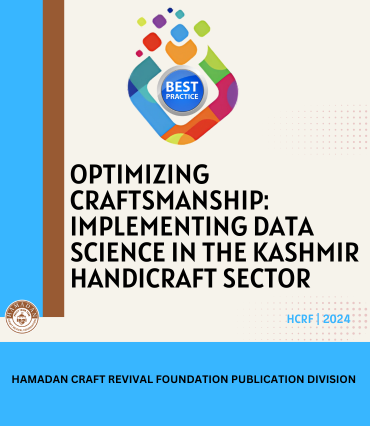 BEST
PRACTICE
OPTIMIZING
CRAFTSMANSHIP:
IMPLEMENTING DATA
SCIENCE IN THE KASHMIR
HANDICRAFT SECTOR
HCRF | 2024
HAMADAN
HAMADAN CRAFT REVIVAL FOUNDATION PUBLICATION DIVISION